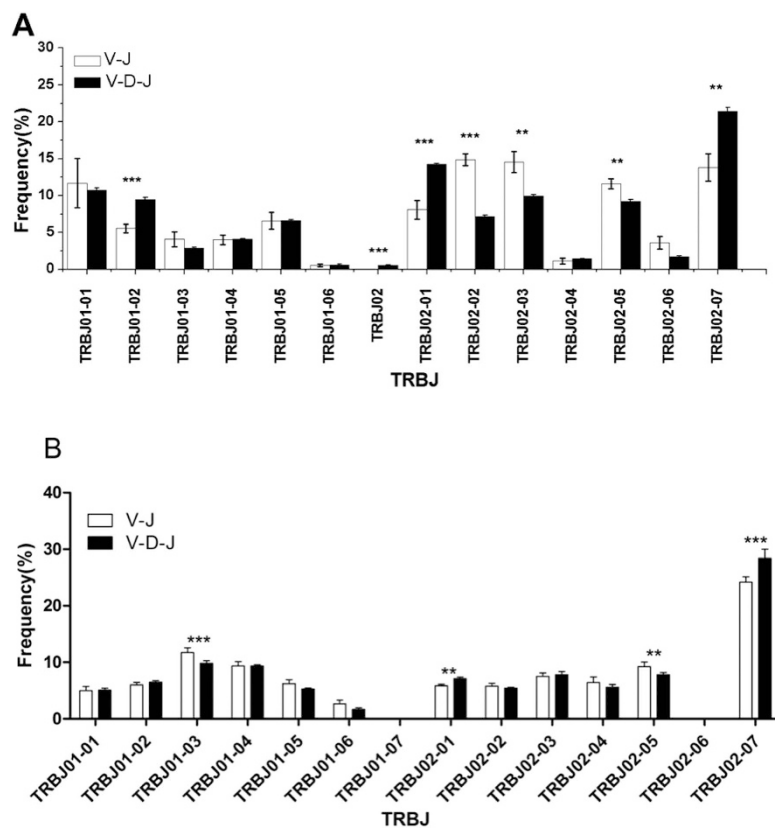 A
V-J
V-D-J
Frequency(%)
30
25
20
15
10
5
0
***
***
***
***
**
**
**
TRBJ01-01
TRBJ01-02
TRBJ01-03
TRBJ01-04
TRBJ01-05
TRBJ01-06
TRBJ02
TRBJ02-01
TRBJ02-02
TRBJ02-03
TRBJ02-04
TRBJ02-05
TRBJ02-06
TRBJ02-07
TRBJ
B
V-J
V-D-J
Frequency(%)
40
30
20
10
0
***
**
**
***
TRBJ01-01
TRBJ01-02
TRBJ01-03
TRBJ01-04
TRBJ01-05
TRBJ01-06
TRBJ01-07
TRBJ02-01
TRBJ02-02
TRBJ02-03
TRBJ02-04
TRBJ02-05
TRBJ02-06
TRBJ02-07
TRBJ